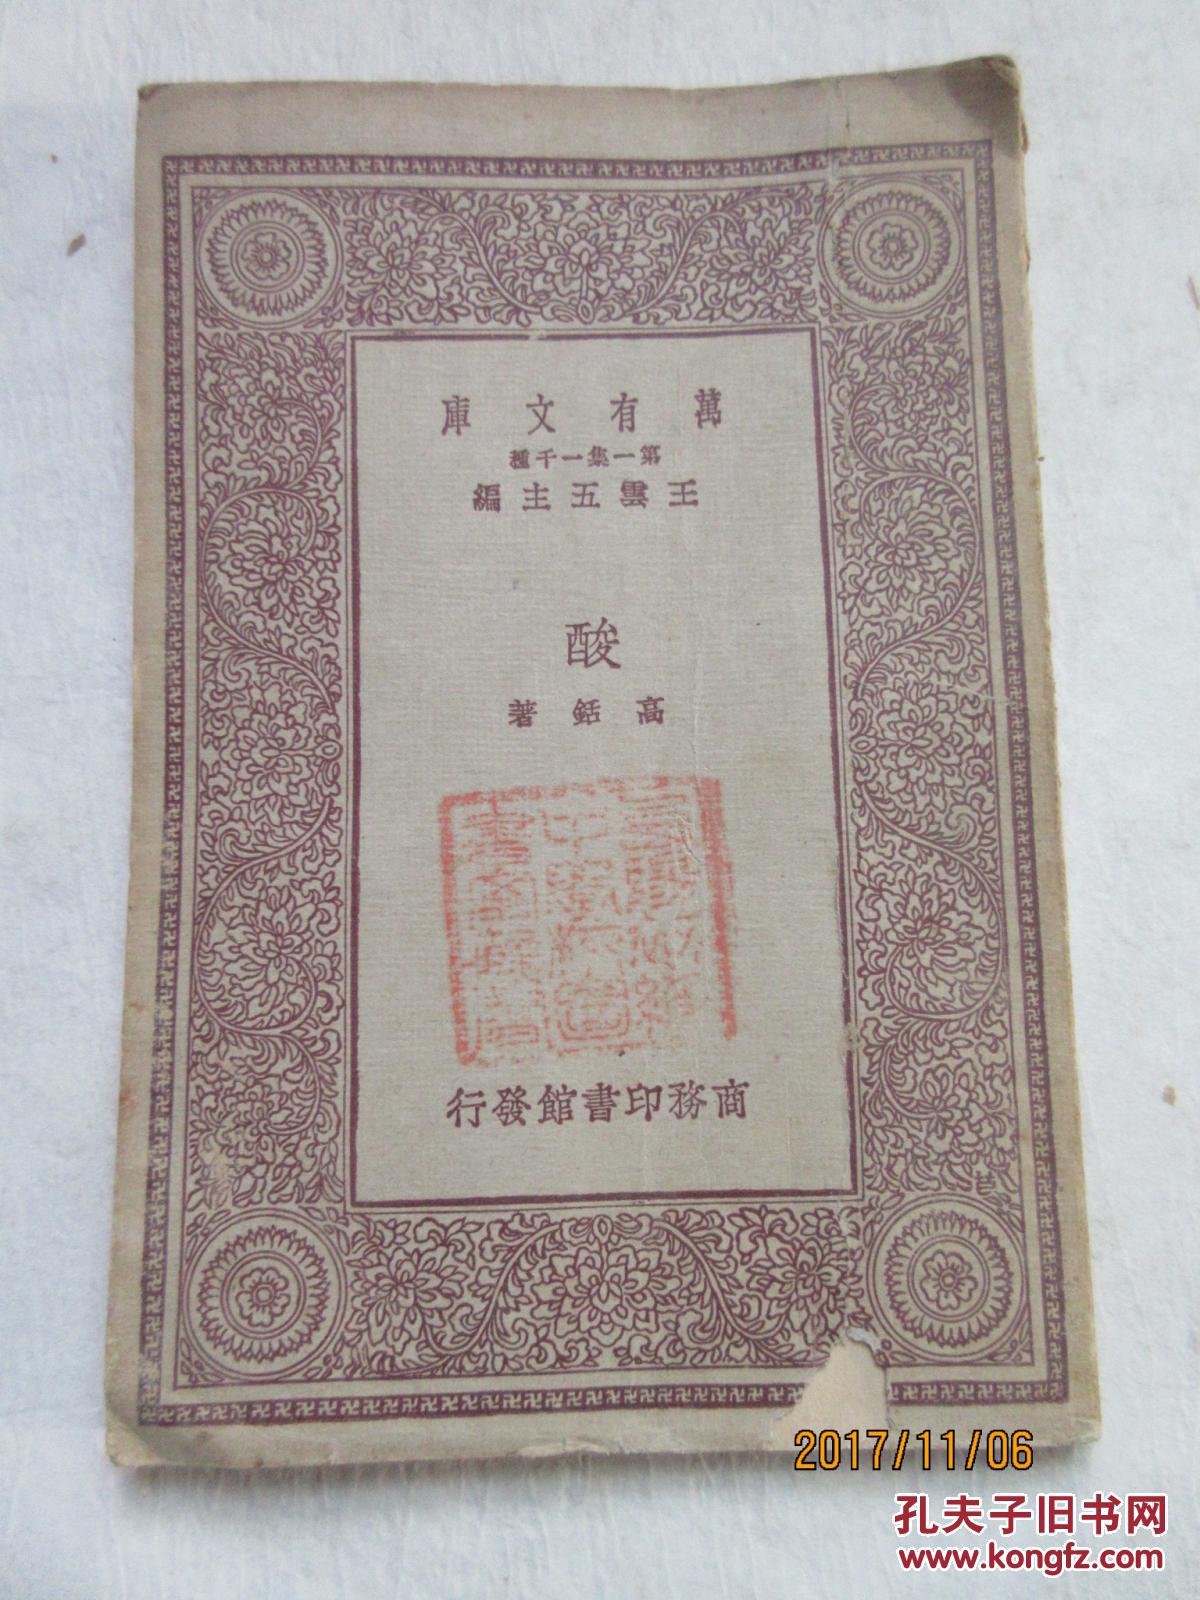 萬有文庫
第一集一千種
王雲五主編
酸
高銛著
商務印書館發行
2017/11/06
孔夫子旧书网
www.kongfz.com